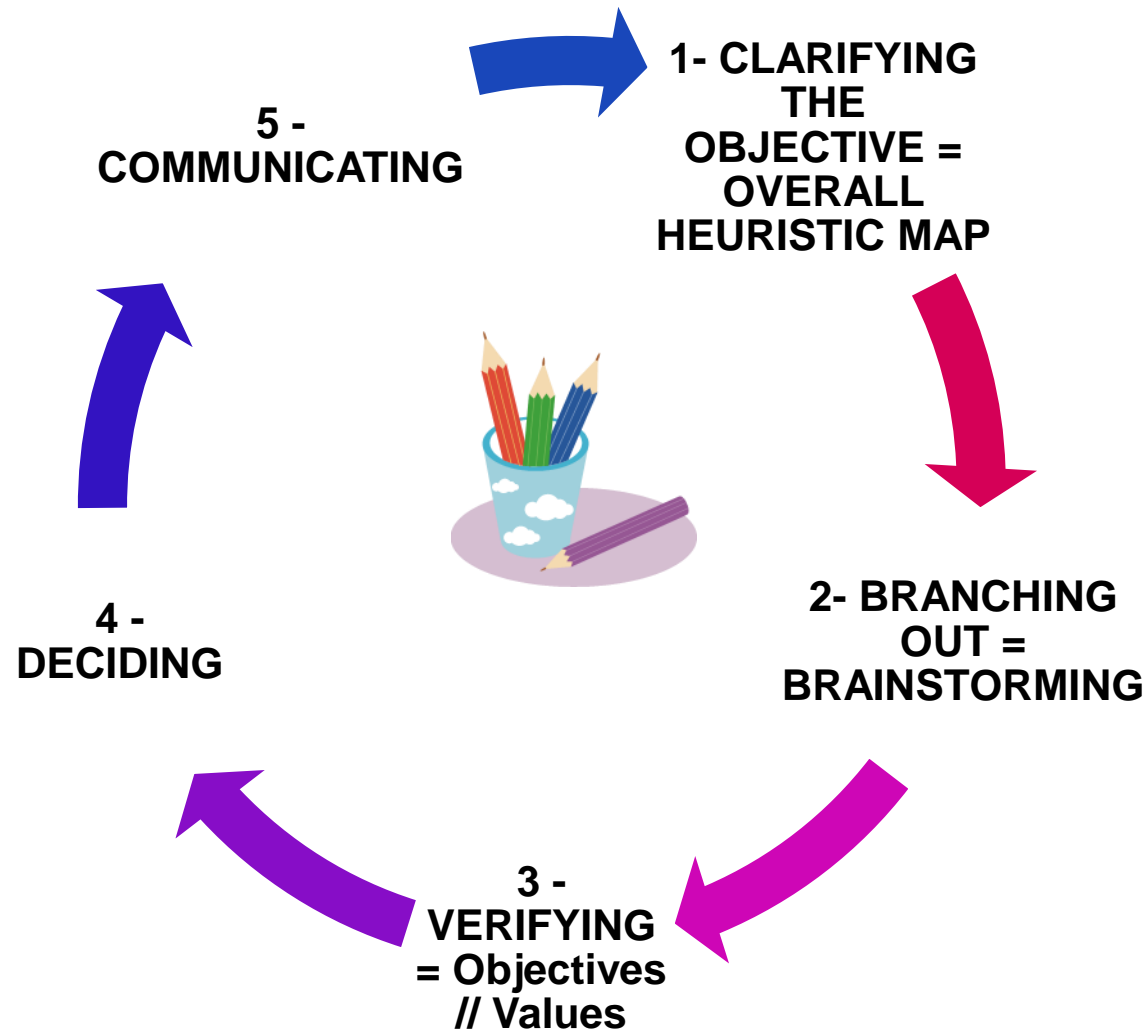 1- CLARIFYING
THE
OBJECTIVE =
OVERALL
HEURISTIC MAP
2- BRANCHING
OUT =
BRAINSTORMING
3 -
VERIFYING
= Objectives
// Values
4 -
DECIDING
5 -
COMMUNICATING